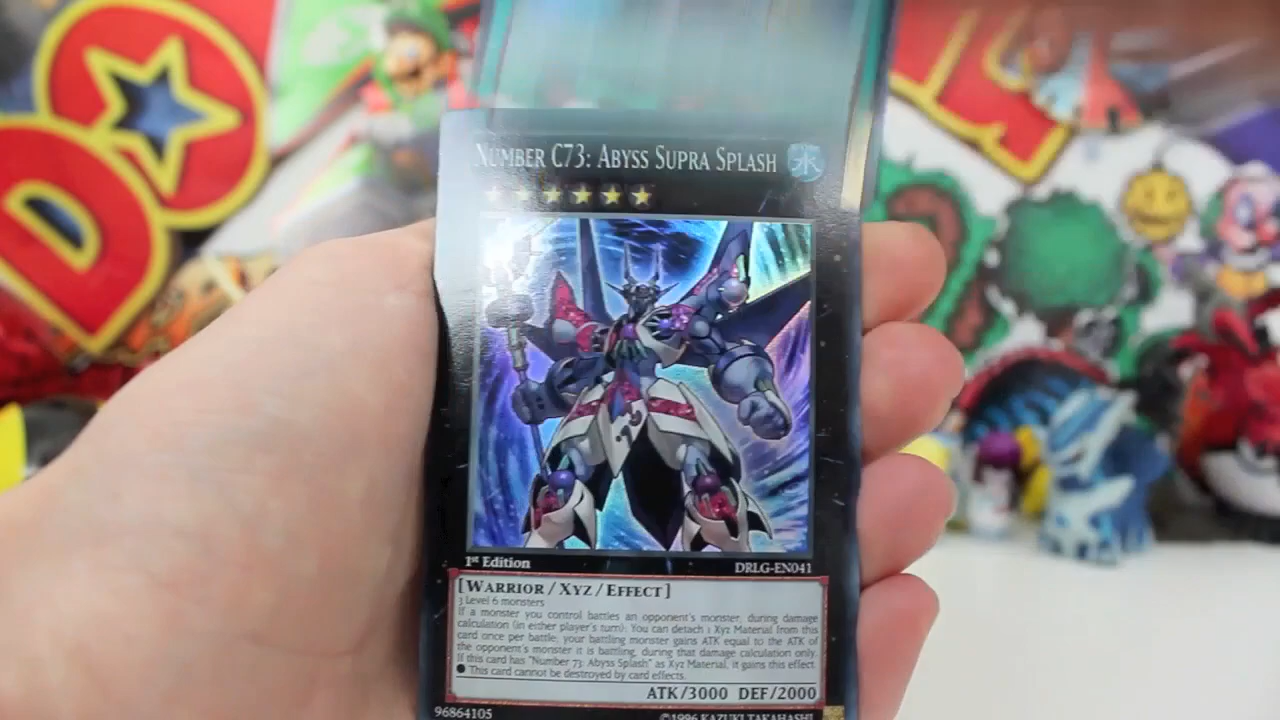 DO
NUMBER C73: ABYSS SUPRA SPLASH
水
1st Edition
DRLG-EN041
[WARRIOR/XYZ/EFFECT]
3 Level 6 monsters
If a monster you control battles an opponent's monster, during damage
calculation (in either player's turn): You can detach 1 Xyz Material from this
card once per battle; your battling monster gains ATK equal to the ATK of
the opponent's monster it is battling, during that damage calculation only.
If this card has "Number 73: Abyss Splash" as Xyz Material, it gains this effect.
● This card cannot be destroyed by card effects.
ATK/3000 DEF/2000
96864105
©1996 KAZUKI TAKAHASHI